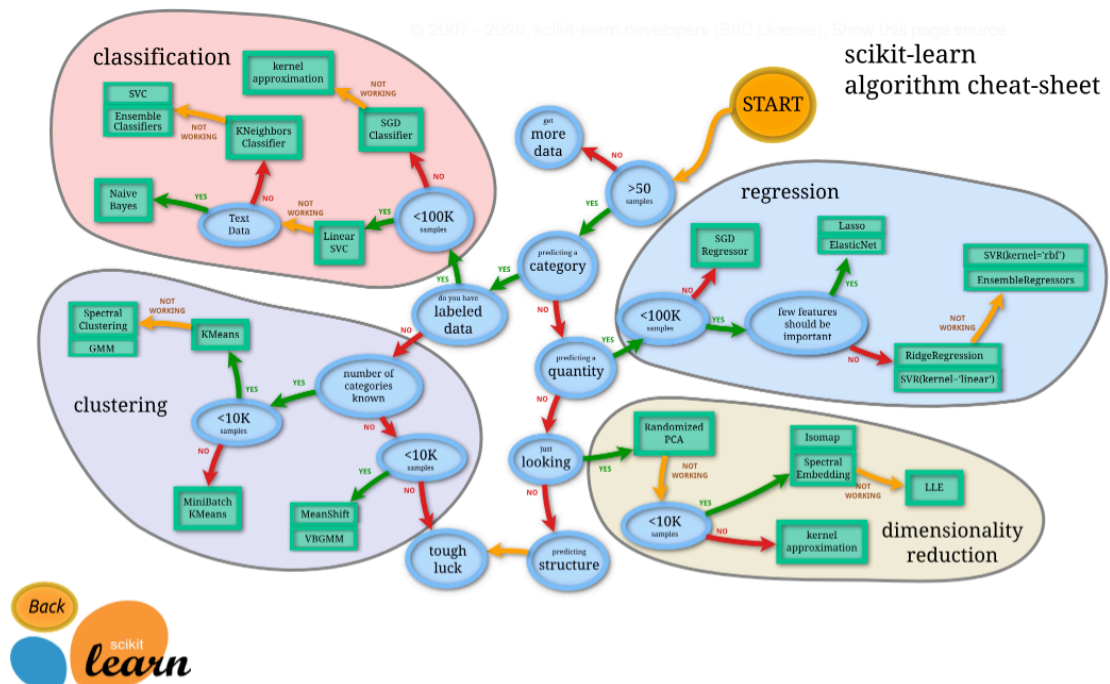 © 2007 - 2020, scikit-learn developers (BSD License). Show this page source
scikit-learn
algorithm cheat-sheet
START
classification
kernel
approximation
NOT
WORKING
SVC
Ensemble
Classifiers
NOT
WORKING
KNeighbors
Classifier
SGD
Classifier
NO
Naive
Bayes
YES
Text
Data
NO
NOT
WORKING
Linear
SVC
YES
<100K
samples
YES
get
more
data
NO
>50
samples
YES
predicting a
category
YES
NO
do you have
labeled
data
NO
predicting a
quantity
YES
NO
just
looking
YES
NO
predicting
structure
tough
luck
regression
SGD
Regressor
NO
<100K
samples
YES
Lasso
ElasticNet
YES
few features
should be
important
NO
SVR(kernel='rbf')
EnsembleRegressors
NOT
WORKING
RidgeRegression
SVR(kernel='linear')
clustering
Spectral
Clustering
GMM
NOT
WORKING
KMeans
YES
<10K
samples
NO
MiniBatch
KMeans
YES
number of
categories
known
NO
<10K
samples
YES
NO
MeanShift
VBGMM
dimensionality
reduction
Randomized
PCA
NOT
WORKING
<10K
samples
YES
NO
Isomap
Spectral
Embedding
NOT
WORKING
LLE
kernel
approximation
Back
scikit
learn